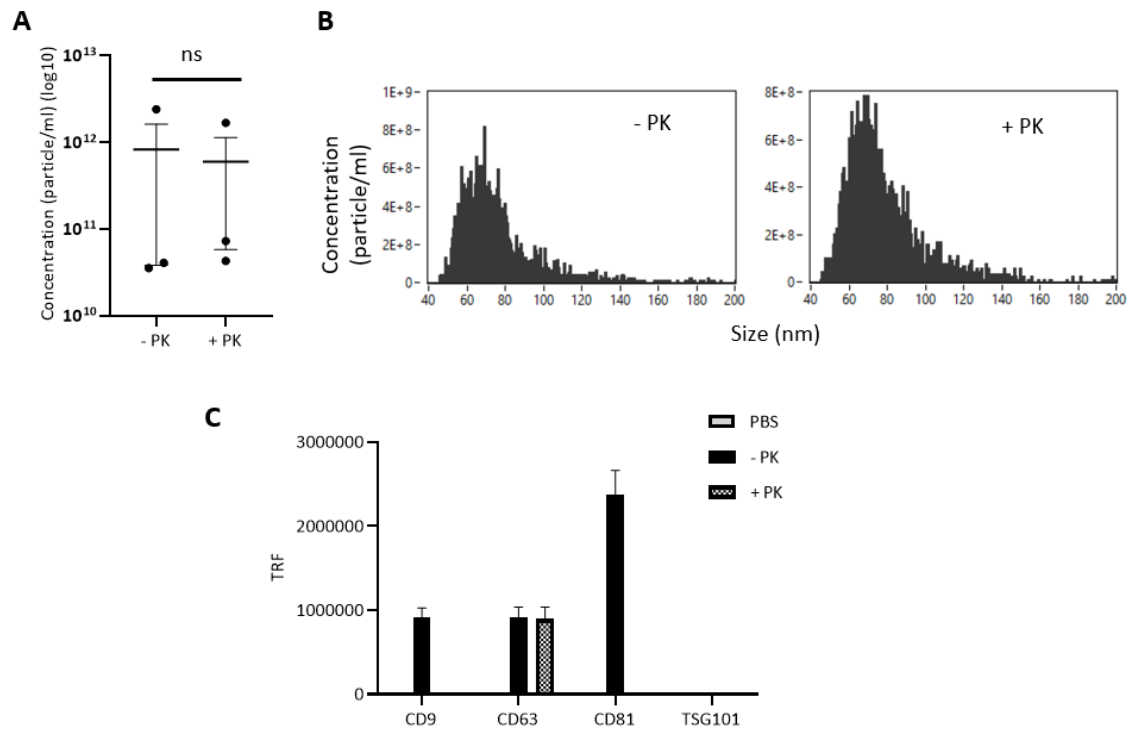 A
Concentration (particle/ml) (log10)
ns
10¹³
10¹²
10¹¹
10¹⁰
- PK
+ PK
B
Concentration
(particle/ml)
1E+9
8E+8
6E+8
4E+8
2E+8
0
- PK
40 60 80 100 120 140 160 180 200
8E+8
6E+8
4E+8
2E+8
0
+ PK
40 60 80 100 120 140 160 180 200
Size (nm)
C
TRF
3000000
2000000
1000000
0
CD9 CD63 CD81 TSG101
PBS
- PK
+ PK